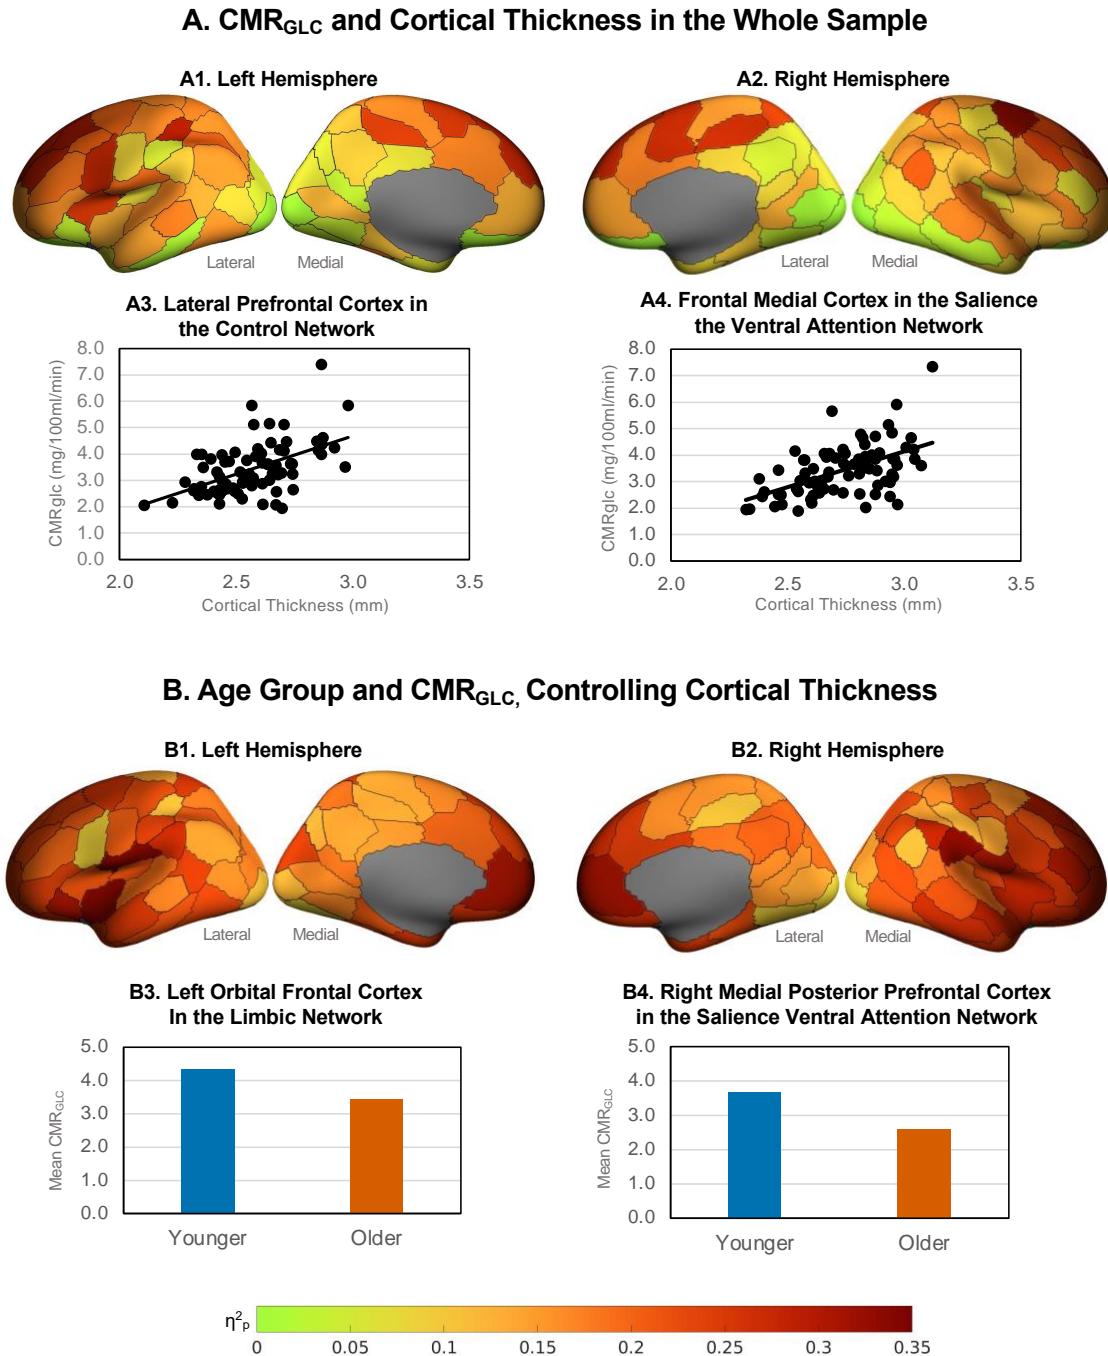 A. CMRGLC and Cortical Thickness in the Whole Sample
A1. Left Hemisphere
A2. Right Hemisphere
Lateral
Medial
Lateral
Medial
A3. Lateral Prefrontal Cortex in
the Control Network
8.0
7.0
6.0
5.0
4.0
3.0
2.0
1.0
0.0
CMRglc (mg/100ml/min)
2.0
2.5
3.0
3.5
Cortical Thickness (mm)
A4. Frontal Medial Cortex in the Salience
the Ventral Attention Network
8.0
7.0
6.0
5.0
4.0
3.0
2.0
1.0
0.0
CMRglc (mg/100ml/min)
2.0
2.5
3.0
3.5
Cortical Thickness (mm)
B. Age Group and CMRGLC, Controlling Cortical Thickness
B1. Left Hemisphere
B2. Right Hemisphere
Lateral
Medial
Lateral
Medial
B3. Left Orbital Frontal Cortex
In the Limbic Network
5.0
4.0
3.0
2.0
1.0
0.0
Mean CMRGLC
Younger
Older
B4. Right Medial Posterior Prefrontal Cortex
in the Salience Ventral Attention Network
5.0
4.0
3.0
2.0
1.0
0.0
Mean CMRGLC
Younger
Older
η²p
0
0.05
0.1
0.15
0.2
0.25
0.3
0.35